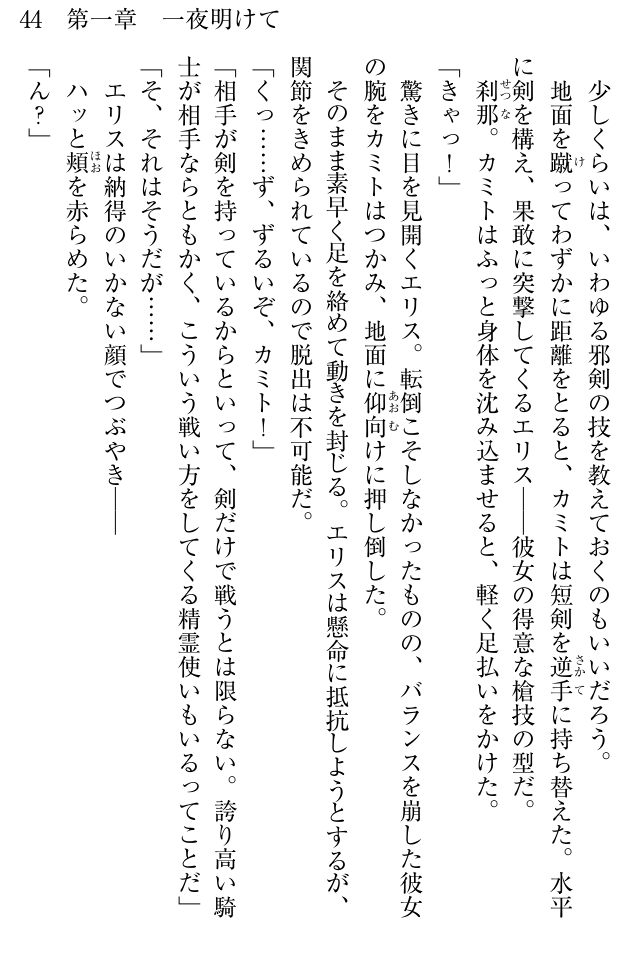 44　第一章　一夜明けて
　少しくらいは、いわゆる邪剣の技を教えておくのもいいだろう。
　地面を蹴ってわずかに距離をとると、カミトは短剣を逆手に持ち替えた。水平
に剣を構え、果敢に突撃してくるエリス――彼女の得意な槍技の型だ。
　刹那。カミトはふっと身体を沈み込ませると、軽く足払いをかけた。
「きゃっ！」
　驚きに目を見開くエリス。転倒こそしなかったものの、バランスを崩した彼女
の腕をカミトはつかみ、地面に仰向けに押し倒した。
　そのまま素早く足を絡めて動きを封じる。エリスは懸命に抵抗しようとするが、
関節をきめられているので脱出は不可能だ。
「くっ……ず、ずるいぞ、カミト！」
「相手が剣を持っているからといって、剣だけで戦うとは限らない。誇り高い騎
士が相手ならともかく、こういう戦い方をしてくる精霊使いもいるってことだ」
「そ、それはそうだが……」
　エリスは納得のいかない顔でつぶやき――
　ハッと頬を赤らめた。
「ん？」